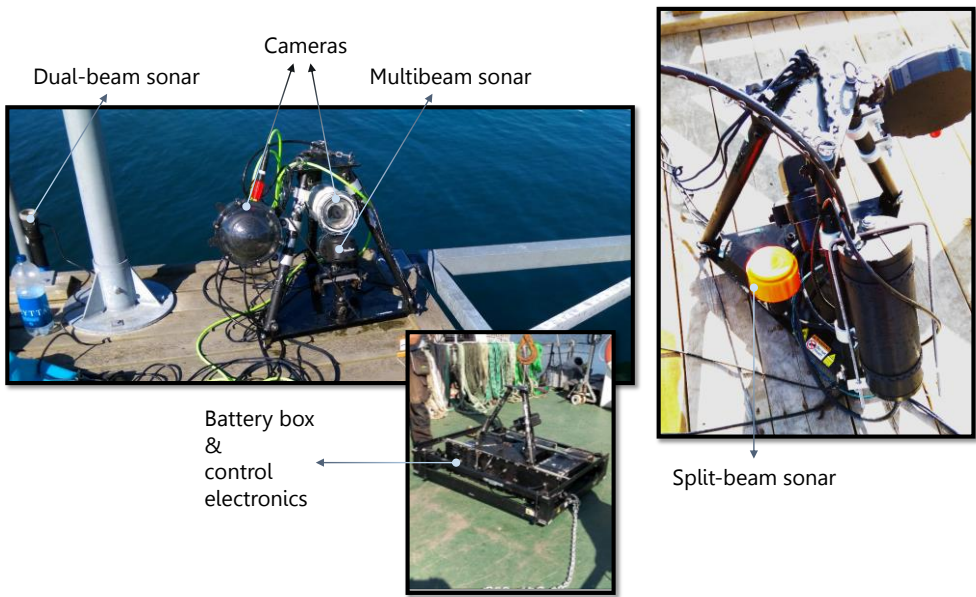 Cameras
Dual-beam sonar
Multibeam sonar
Battery box
&
control
electronics
Split-beam sonar